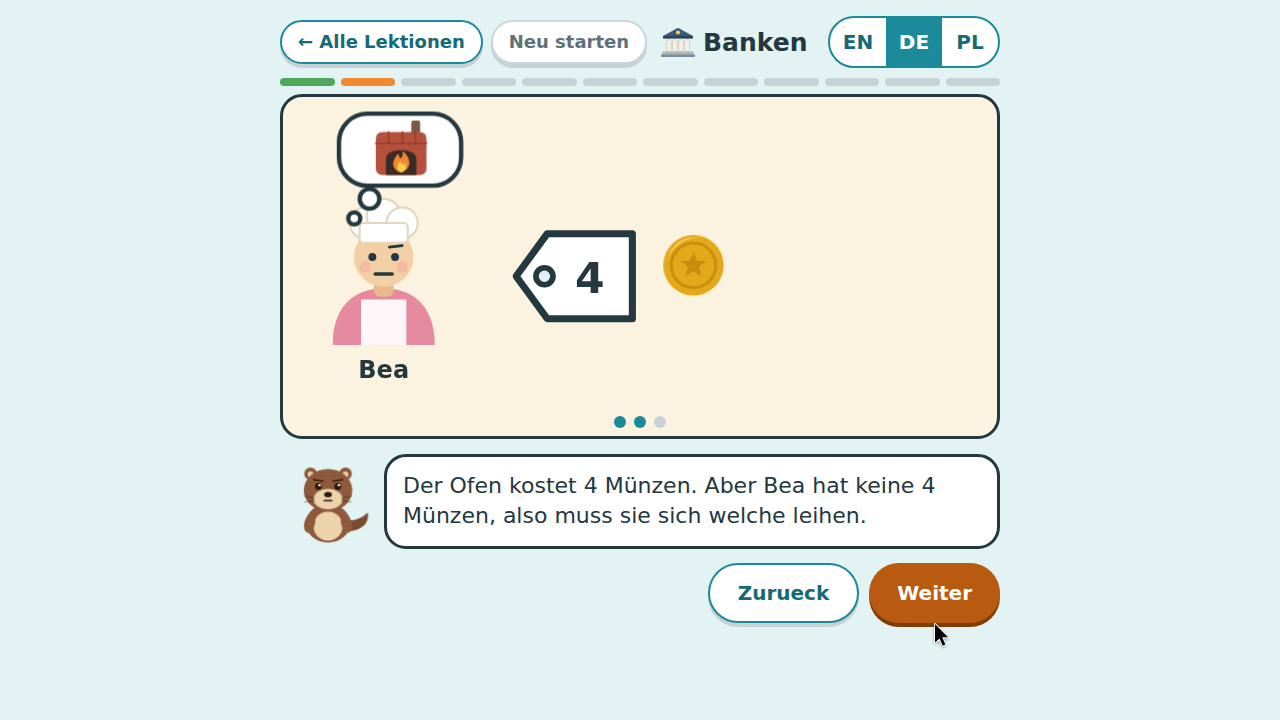 ← Alle Lektionen
Neu starten
Banken
EN DE PL
4
Bea
Der Ofen kostet 4 Münzen. Aber Bea hat keine 4
Münzen, also muss sie sich welche leihen.
Zurueck
Weiter